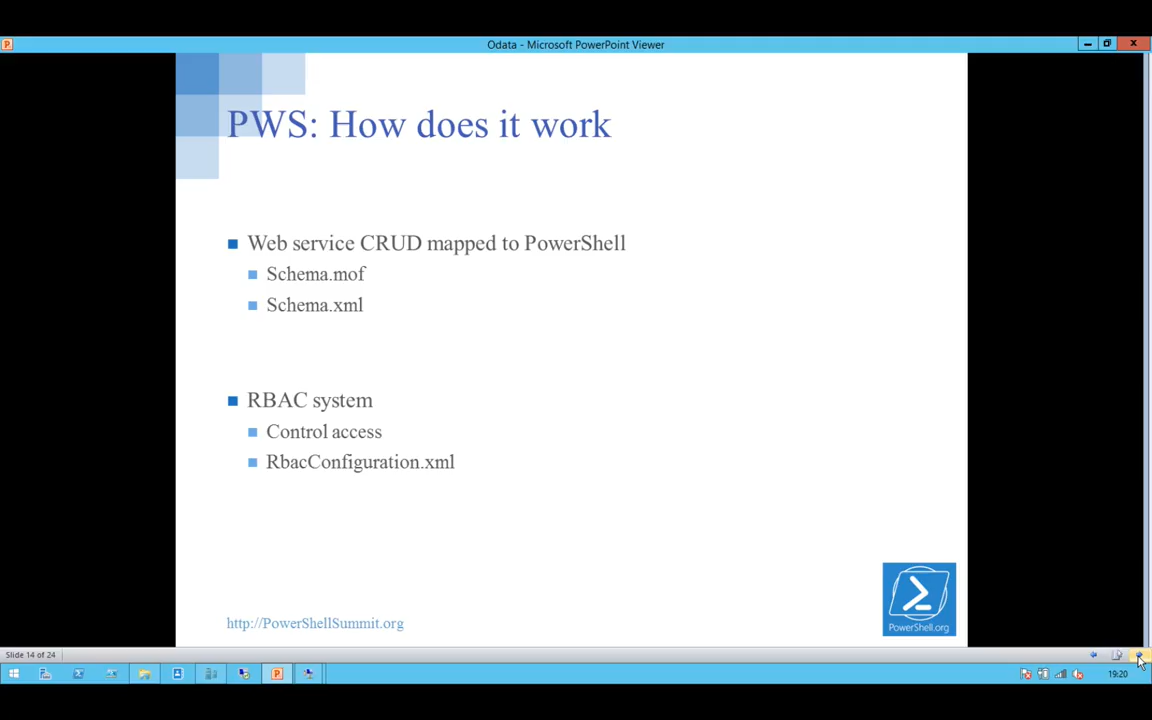 Odata - Microsoft PowerPoint Viewer
PWS: How does it work
Web service CRUD mapped to PowerShell
Schema.mof
Schema.xml
RBAC system
Control access
RbacConfiguration.xml
PowerShell.org
http://PowerShellSummit.org
Slide 14 of 24
19:20